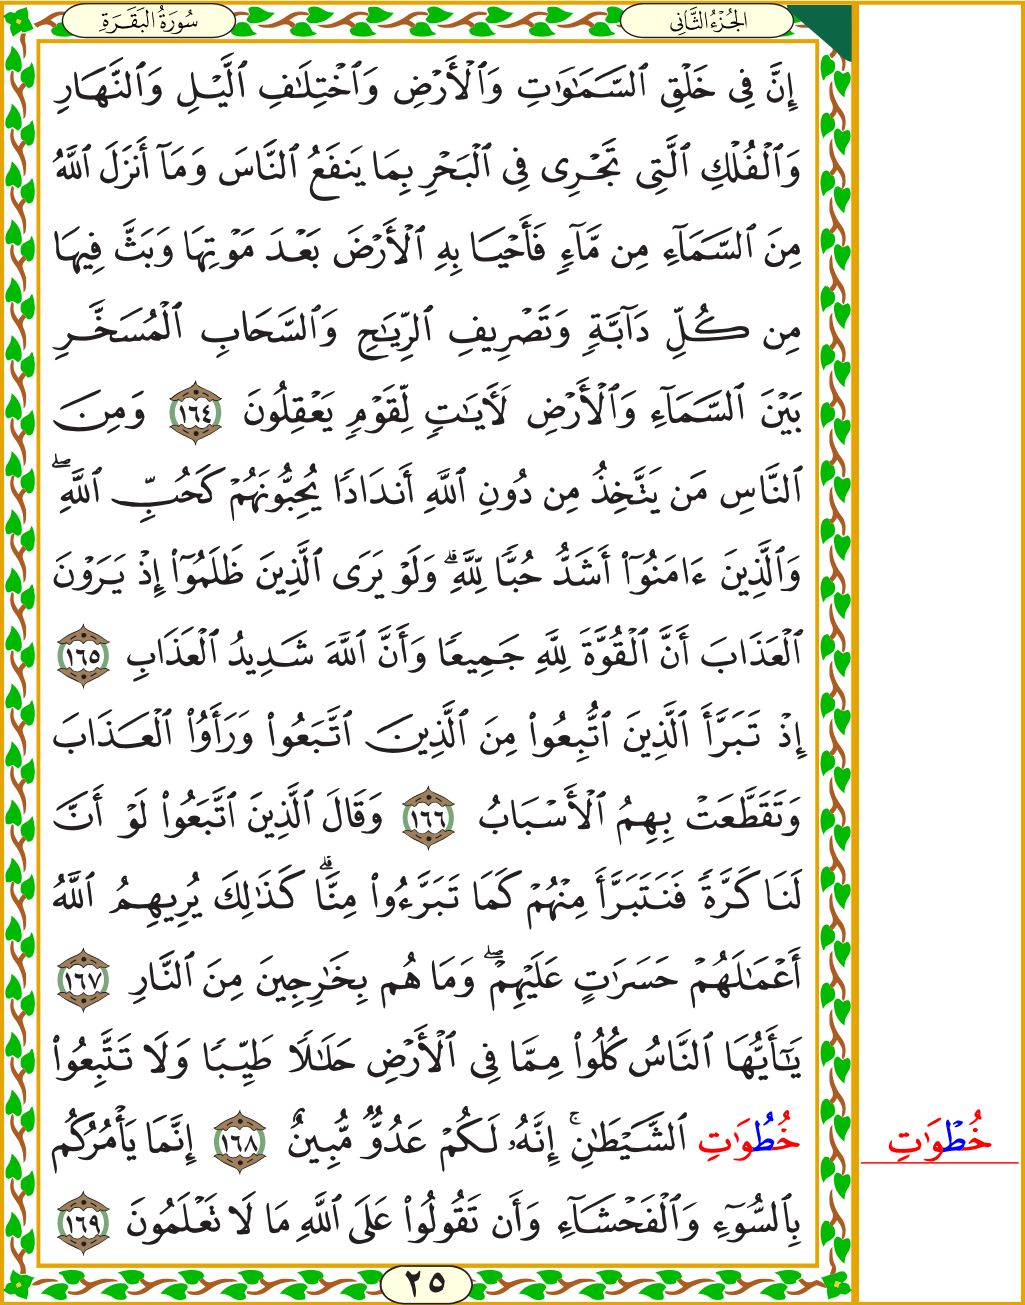 سُورَةُ البَقَرَةِ
الجُزْءُ الثَّانِي
إِنَّ فِي خَلْقِ ٱلسَّمَٰوَٰتِ وَٱلْأَرْضِ وَٱخْتِلَٰفِ ٱلَّيْلِ وَٱلنَّهَارِ
وَٱلْفُلْكِ ٱلَّتِي تَجْرِى فِى ٱلْبَحْرِ بِمَا يَنفَعُ ٱلنَّاسَ وَمَآ أَنزَلَ ٱللَّهُ
مِنَ ٱلسَّمَآءِ مِن مَّآءٍ فَأَحْيَا بِهِ ٱلْأَرْضَ بَعْدَ مَوْتِهَا وَبَثَّ فِيهَا
مِن كُلِّ دَآبَّةٍ وَتَصْرِيفِ ٱلرِّيَٰحِ وَٱلسَّحَابِ ٱلْمُسَخَّرِ
بَيْنَ ٱلسَّمَآءِ وَٱلْأَرْضِ لَأٓيَٰتٍ لِّقَوْمٍ يَعْقِلُونَ ١٦٤ وَمِنَ
ٱلنَّاسِ مَن يَتَّخِذُ مِن دُونِ ٱللَّهِ أَندَادًا يُحِبُّونَهُمْ كَحُبِّ ٱللَّهِۖ
وَٱلَّذِينَ ءَامَنُوٓا۟ أَشَدُّ حُبًّا لِّلَّهِۗ وَلَوْ يَرَى ٱلَّذِينَ ظَلَمُوٓا۟ إِذْ يَرَوْنَ
ٱلْعَذَابَ أَنَّ ٱلْقُوَّةَ لِلَّهِ جَمِيعًا وَأَنَّ ٱللَّهَ شَدِيدُ ٱلْعَذَابِ ١٦٥
إِذْ تَبَرَّأَ ٱلَّذِينَ ٱتُّبِعُوا۟ مِنَ ٱلَّذِينَ ٱتَّبَعُوا۟ وَرَأَوُا۟ ٱلْعَذَابَ
وَتَقَطَّعَتْ بِهِمُ ٱلْأَسْبَابُ ١٦٦ وَقَالَ ٱلَّذِينَ ٱتَّبَعُوا۟ لَوْ أَنَّ
لَنَا كَرَّةً فَنَتَبَرَّأَ مِنْهُمْ كَمَا تَبَرَّءُوا۟ مِنَّاۗ كَذَٰلِكَ يُرِيهِمُ ٱللَّهُ
أَعْمَٰلَهُمْ حَسَرَٰتٍ عَلَيْهِمْۖ وَمَا هُم بِخَٰرِجِينَ مِنَ ٱلنَّارِ ١٦٧
يَٰٓأَيُّهَا ٱلنَّاسُ كُلُوا۟ مِمَّا فِى ٱلْأَرْضِ حَلَٰلًا طَيِّبًا وَلَا تَتَّبِعُوا۟
خُطُوَٰتِ ٱلشَّيْطَٰنِۚ إِنَّهُۥ لَكُمْ عَدُوٌّ مُّبِينٌ ١٦٨ إِنَّمَا يَأْمُرُكُم
خُطْوَٰتِ
بِٱلسُّوٓءِ وَٱلْفَحْشَآءِ وَأَن تَقُولُوا۟ عَلَى ٱللَّهِ مَا لَا تَعْلَمُونَ ١٦٩
٢٥